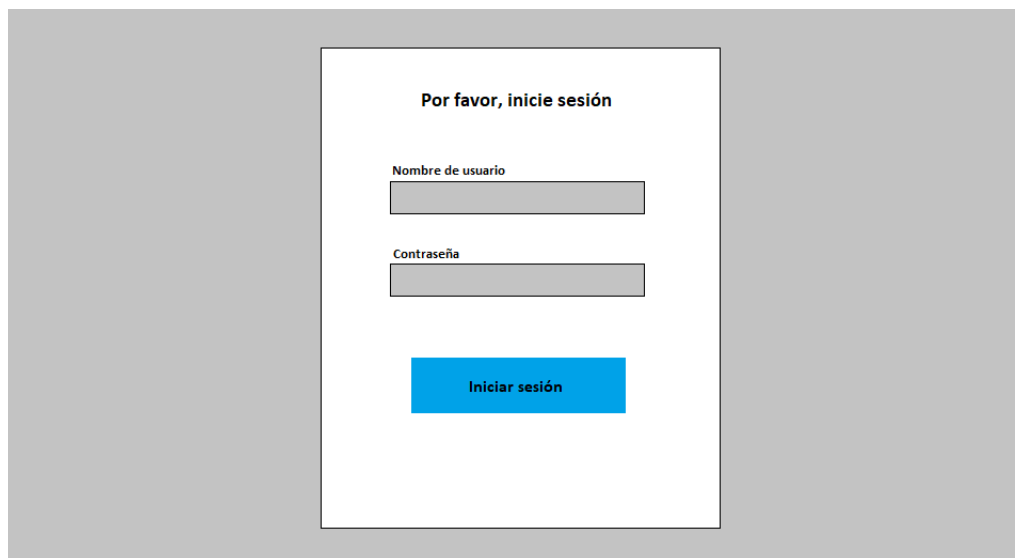 Por favor, inicie sesión
Nombre de usuario
Contraseña
Iniciar sesión